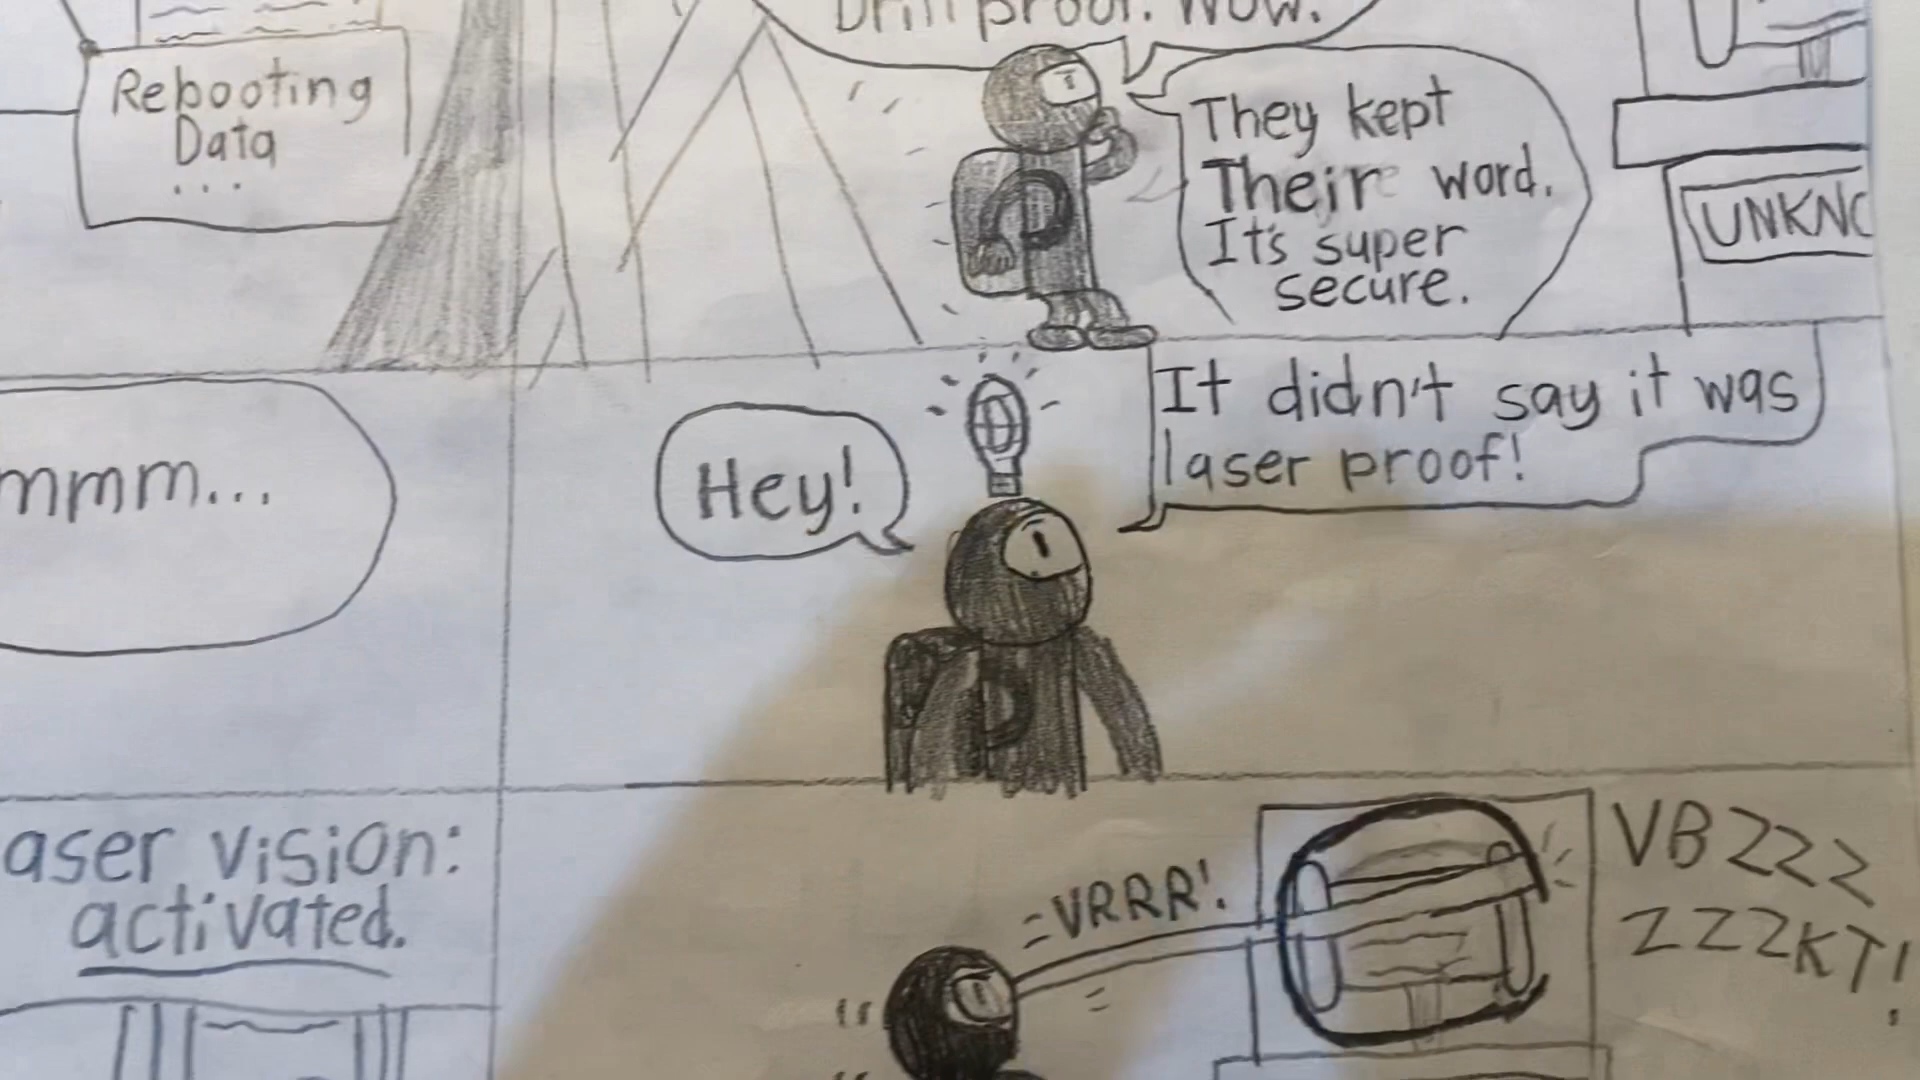 Drill proof. Wow.
Rebooting
Data
...
They kept
Their word.
It's super
secure.
mmm...
Hey!
It didn't say it was
laser proof!
aser vision:
activated.
VRRR!
VBZZZ
ZZZKT!